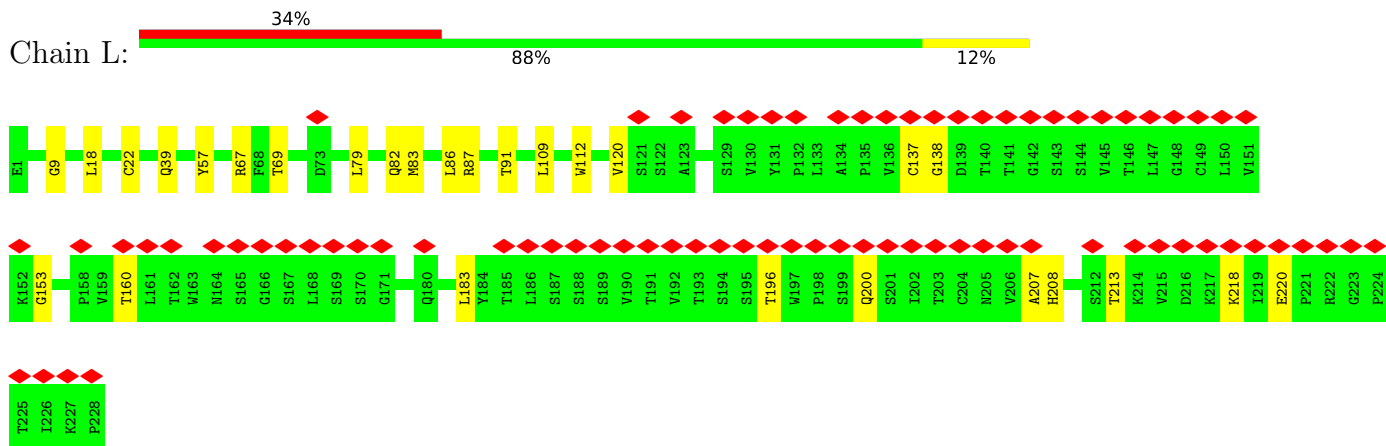 34%
Chain L:
88% 12%
E1 G9 L18 C22 Q39 Y57 R67 F68 T69 D73 L79 Q82 M83 L86 R87 T91 L109 W112 V120 S121 S122 A123 S129 V130 Y131 P132 L133 A134 P135 V136 C137 G138 D139 T140 T141 G142 S143 S144 V145 T146 L147 G148 C149 L150 V151
K152 G153 P158 V159 T160 L161 T162 W163 N164 S165 G166 S167 L168 S169 S170 G171 Q180 L183 Y184 T185 L186 S187 S188 S189 V190 T191 V192 T193 S194 S195 T196 W197 P198 S199 Q200 S201 I202 T203 C204 N205 V206 A207 H208 S212 T213 K214 V215 D216 K217 K218 I219 E220 P221 R222 G223 P224
T225 I226 K227 P228